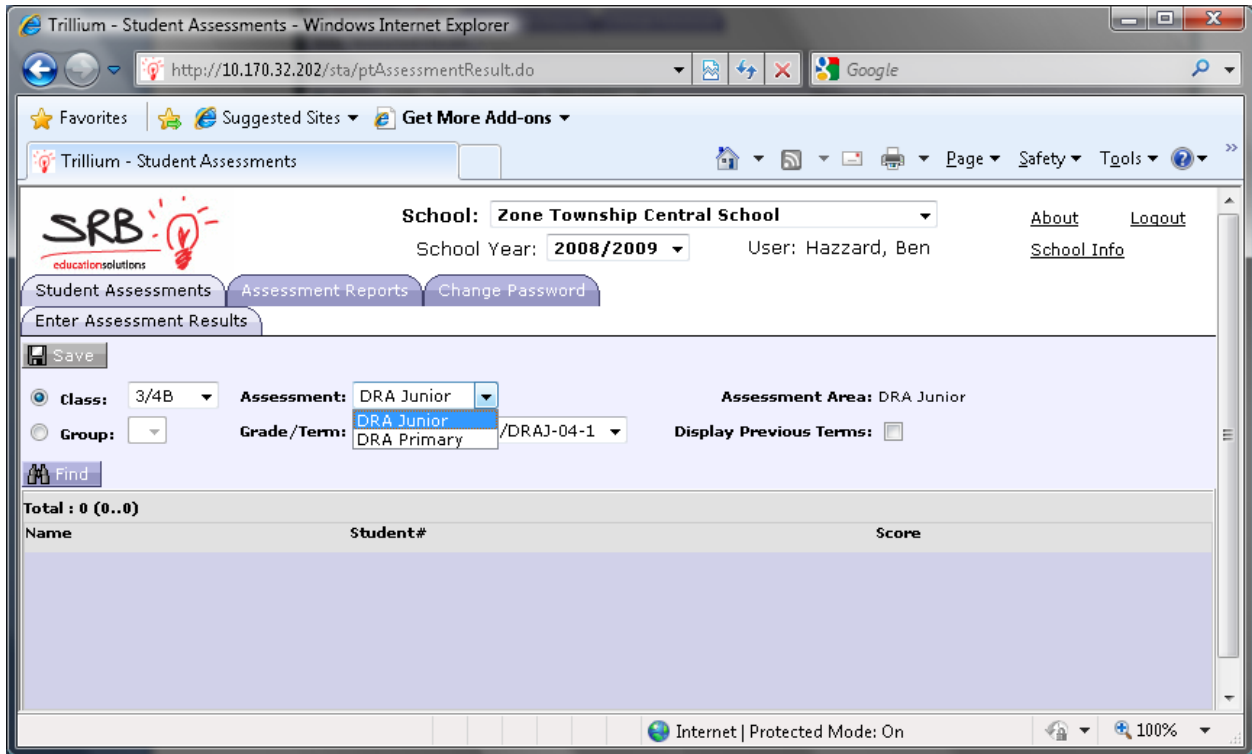 Trillium - Student Assessments - Windows Internet Explorer
http://10.170.32.202/sta/ptAssessmentResult.do
Google
Favorites
Suggested Sites
Get More Add-ons
Trillium - Student Assessments
Page
Safety
Tools
SRB
educationsolutions
School: Zone Township Central School
About
Logout
School Year: 2008/2009
User: Hazzard, Ben
School Info
Student Assessments
Assessment Reports
Change Password
Enter Assessment Results
Save
Class: 3/4B
Assessment: DRA Junior
Assessment Area: DRA Junior
DRA Junior
DRA Primary
Group:
Grade/Term: /DRAJ-04-1
Display Previous Terms:
Find
Total : 0 (0..0)
Name
Student#
Score
Internet | Protected Mode: On
100%